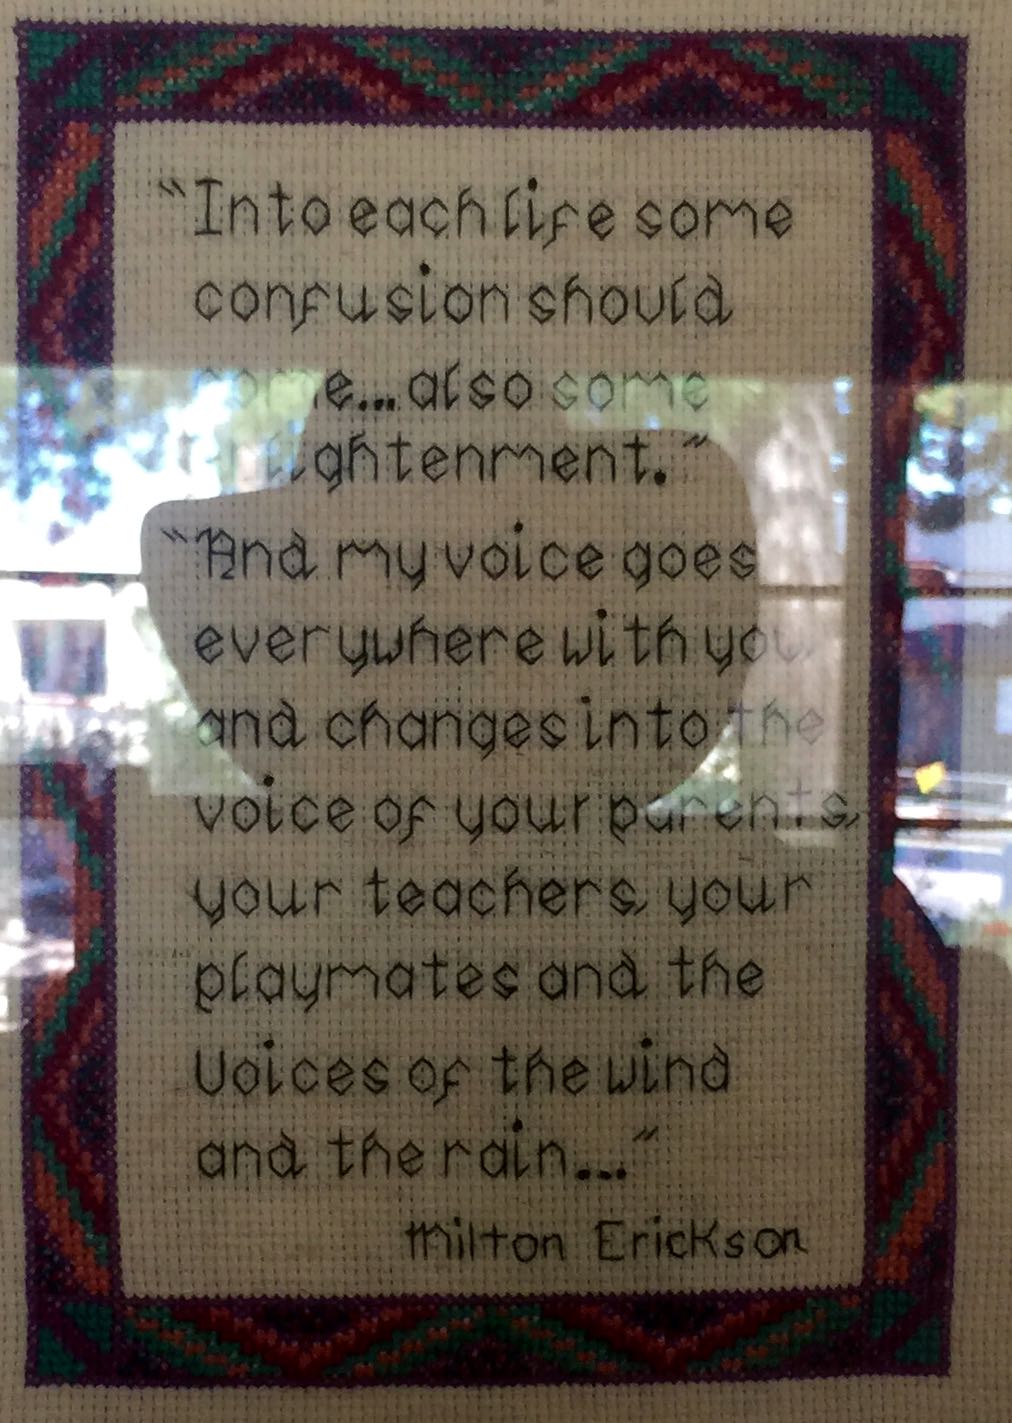 "Into each life some
confusion should
come...also some
enlightenment."
"And my voice goes
everywhere with you
and changes into the
voice of your parents,
your teachers, your
playmates and the
Voices of the wind
and the rain..."
Milton Erickson